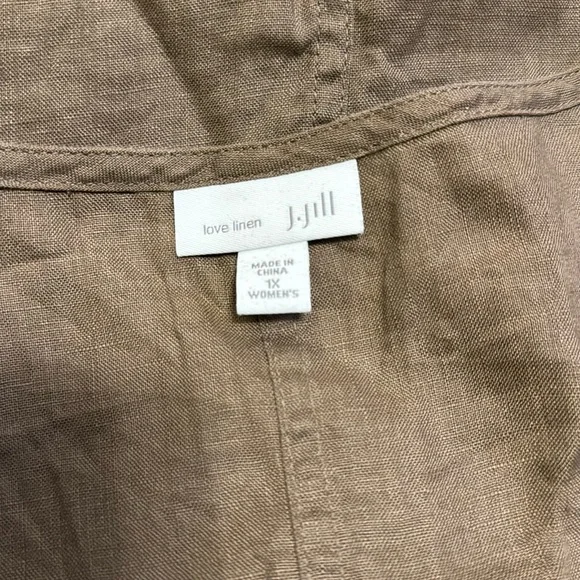 love linen J.Jill
MADE IN
CHINA
1X
WOMEN'S